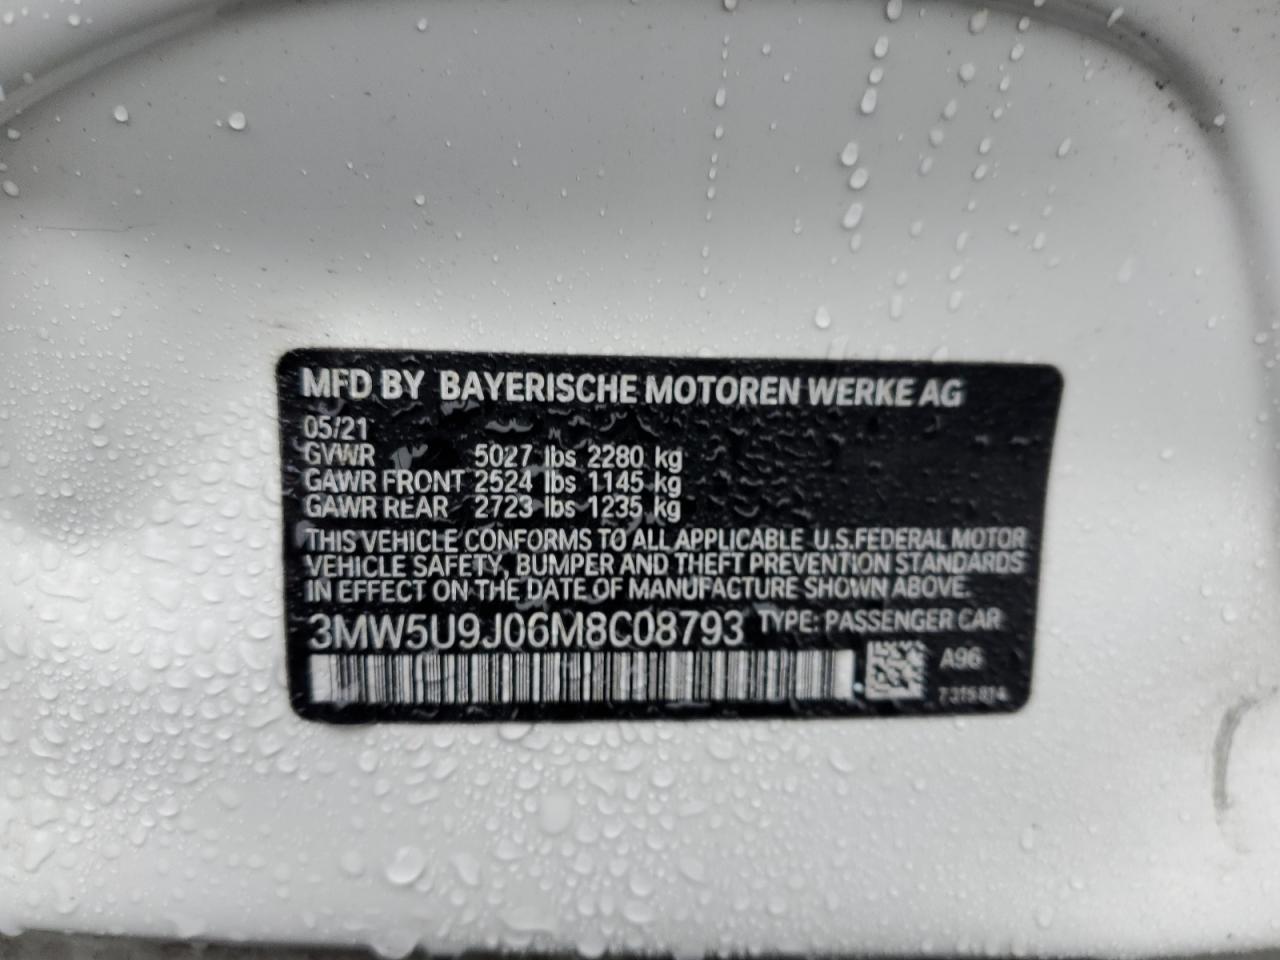 MFD BY BAYERISCHE MOTOREN WERKE AG
05/21
GVWR 5027 lbs 2280 kg
GAWR FRONT 2524 lbs 1145 kg
GAWR REAR 2723 lbs 1235 kg
THIS VEHICLE CONFORMS TO ALL APPLICABLE U.S. FEDERAL MOTOR
VEHICLE SAFETY, BUMPER AND THEFT PREVENTION STANDARDS
IN EFFECT ON THE DATE OF MANUFACTURE SHOWN ABOVE.
3MW5U9J06M8C08793 TYPE: PASSENGER CAR
A96
7315814